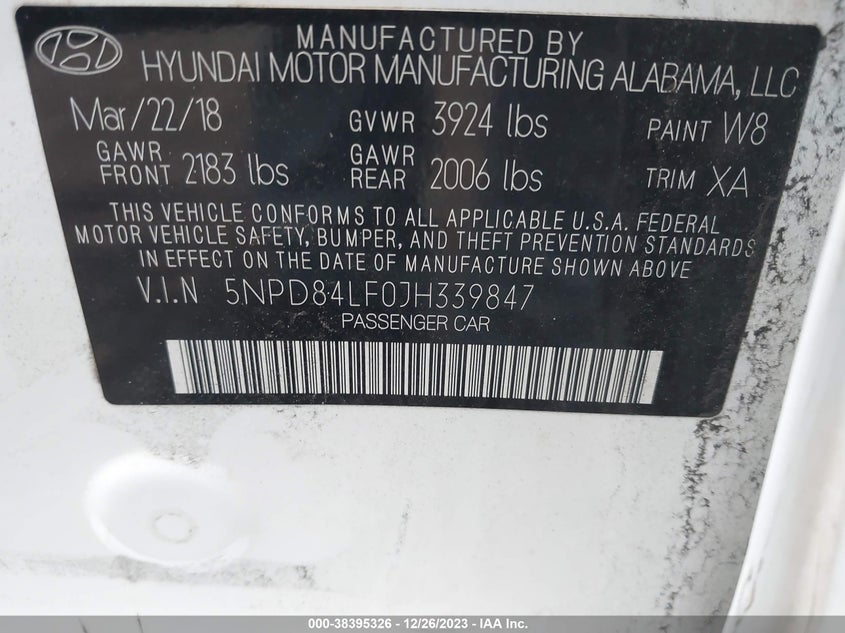 MANUFACTURED BY
HYUNDAI MOTOR MANUFACTURING ALABAMA, LLC
Mar/22/18 GVWR 3924 lbs PAINT W8
GAWR FRONT 2183 lbs GAWR REAR 2006 lbs TRIM XA
THIS VEHICLE CONFORMS TO ALL APPLICABLE U.S.A. FEDERAL
MOTOR VEHICLE SAFETY, BUMPER, AND THEFT PREVENTION STANDARDS
IN EFFECT ON THE DATE OF MANUFACTURE SHOWN ABOVE
V.I.N 5NPD84LF0JH339847
PASSENGER CAR
000-38395326 - 12/26/2023 - IAA Inc.